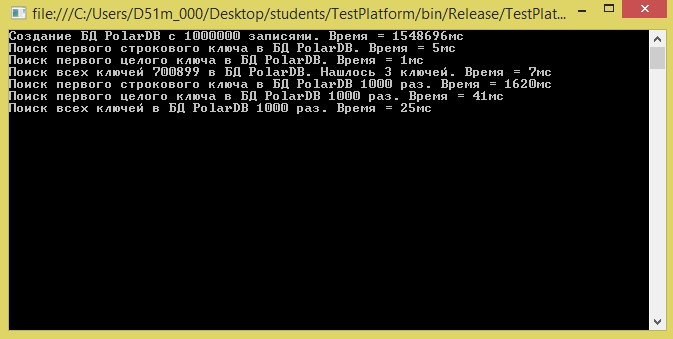 file:///C:/Users/D51m_000/Desktop/students/TestPlatform/bin/Release/TestPlat...
Создание БД PolarDB с 1000000 записями. Время = 1548696мс
Поиск первого строкового ключа в БД PolarDB. Время = 5мс
Поиск первого целого ключа в БД PolarDB. Время = 1мс
Поиск всех ключей 700899 в БД PolarDB. Нашлось 3 ключей. Время = 7мс
Поиск первого строкового ключа в БД PolarDB 1000 раз. Время = 1620мс
Поиск первого целого ключа в БД PolarDB 1000 раз. Время = 41мс
Поиск всех ключей в БД PolarDB 1000 раз. Время = 25мс